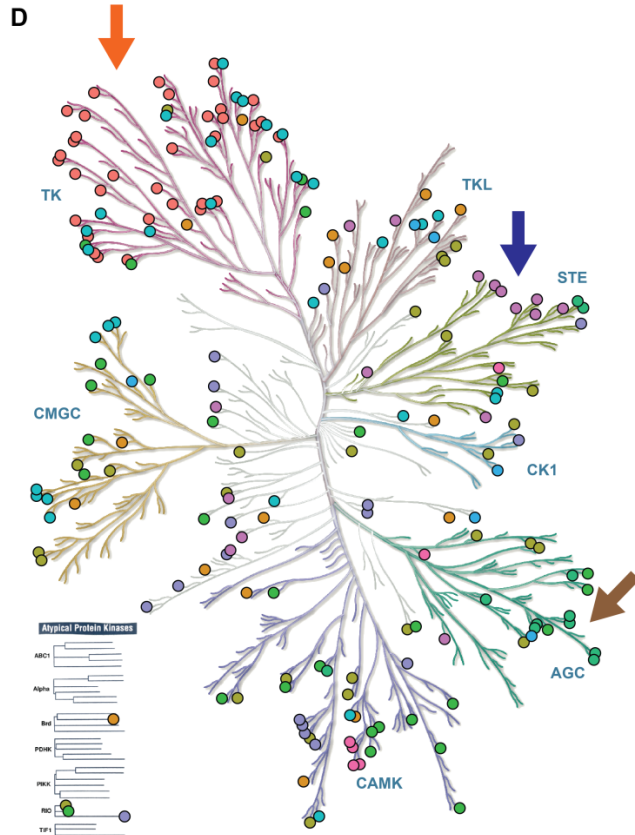 D
TK
TKL
STE
CMGC
CK1
AGC
CAMK
Atypical Protein Kinases
ABC1
Alpha
Brd
PDHK
PIKK
RIO
TIF1